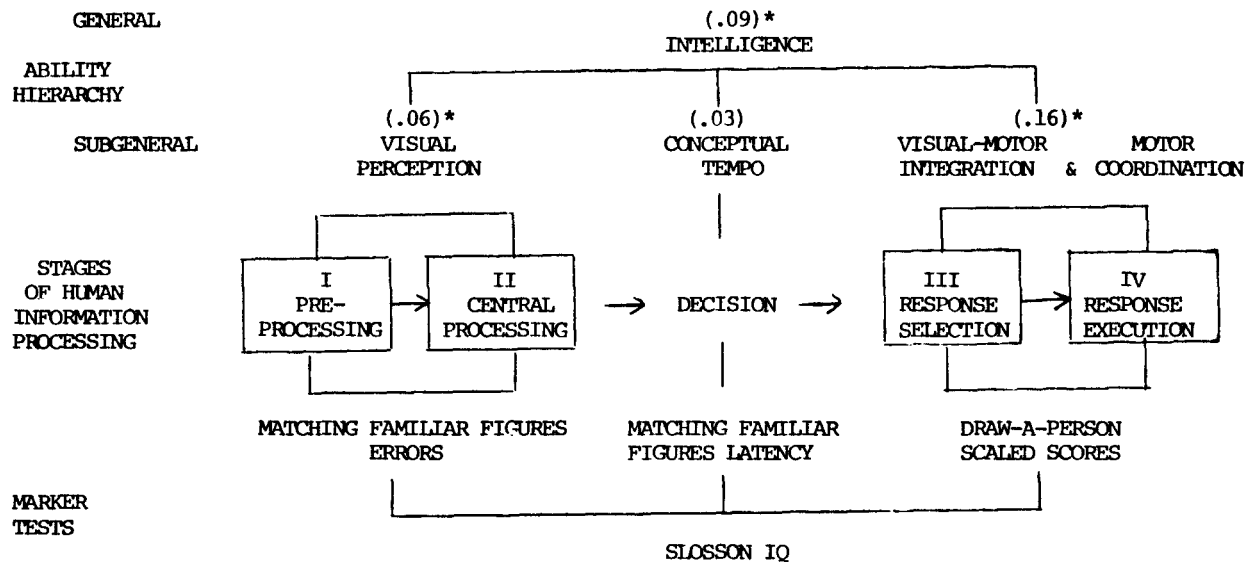 GENERAL (.09)*
INTELLIGENCE
ABILITY
HIERARCHY
(.06)* (.03) (.16)*
SUBGENERAL VISUAL CONCEPTUAL VISUAL-MOTOR MOTOR
PERCEPTION TEMPO INTEGRATION & COORDINATION
STAGES
OF HUMAN
INFORMATION
PROCESSING
I
PRE-
PROCESSING
II
CENTRAL
PROCESSING
DECISION
III
RESPONSE
SELECTION
IV
RESPONSE
EXECUTION
MATCHING FAMILIAR FIGURES
ERRORS
MATCHING FAMILIAR
FIGURES LATENCY
DRAW-A-PERSON
SCALED SCORES
MARKER
TESTS
SLOSSON IQ